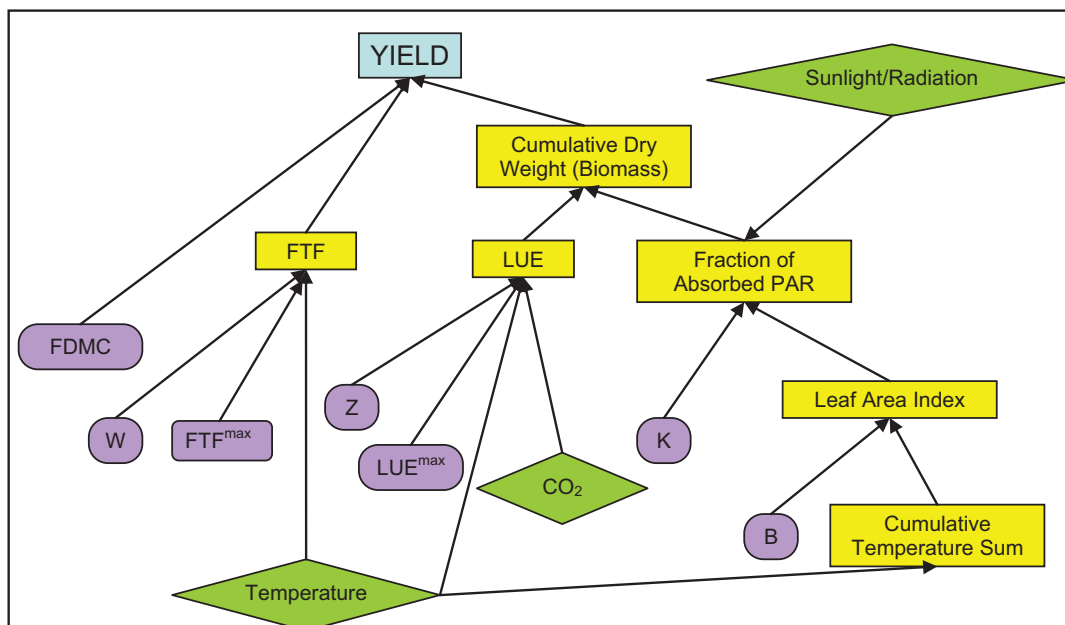 YIELD
Sunlight/Radiation
Cumulative Dry
Weight (Biomass)
FTF
LUE
Fraction of
Absorbed PAR
FDMC
W
FTFmax
Z
LUEmax
CO₂
K
Leaf Area Index
B
Cumulative
Temperature Sum
Temperature